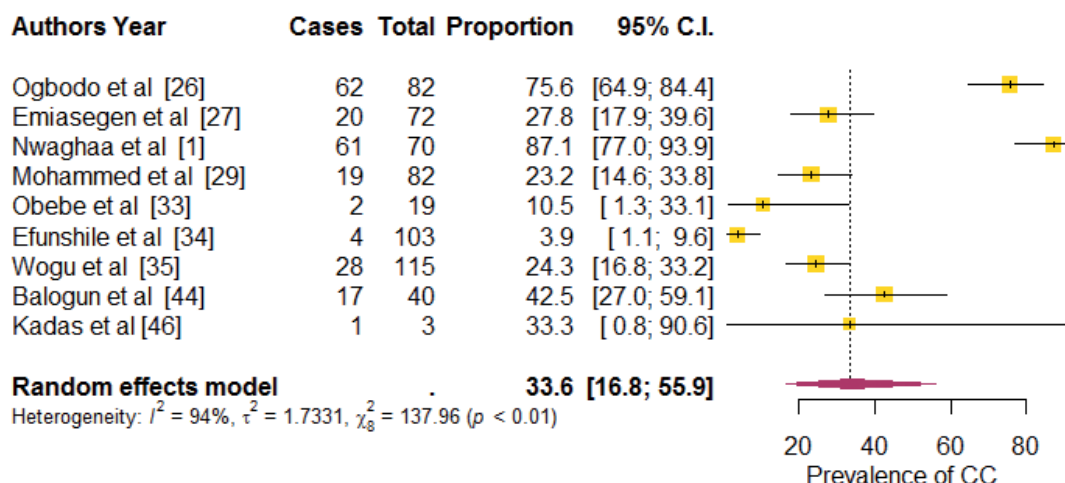 Authors Year Cases Total Proportion 95% C.I.
Ogbodo et al [26] 62 82 75.6 [64.9; 84.4]
Emiasegen et al [27] 20 72 27.8 [17.9; 39.6]
Nwaghaa et al [1] 61 70 87.1 [77.0; 93.9]
Mohammed et al [29] 19 82 23.2 [14.6; 33.8]
Obebe et al [33] 2 19 10.5 [ 1.3; 33.1]
Efunshile et al [34] 4 103 3.9 [ 1.1; 9.6]
Wogu et al [35] 28 115 24.3 [16.8; 33.2]
Balogun et al [44] 17 40 42.5 [27.0; 59.1]
Kadas et al [46] 1 3 33.3 [ 0.8; 90.6]
Random effects model . 33.6 [16.8; 55.9]
Heterogeneity: I² = 94%, τ² = 1.7331, χ²₈ = 137.96 (p < 0.01)
20 40 60 80
Prevalence of CC